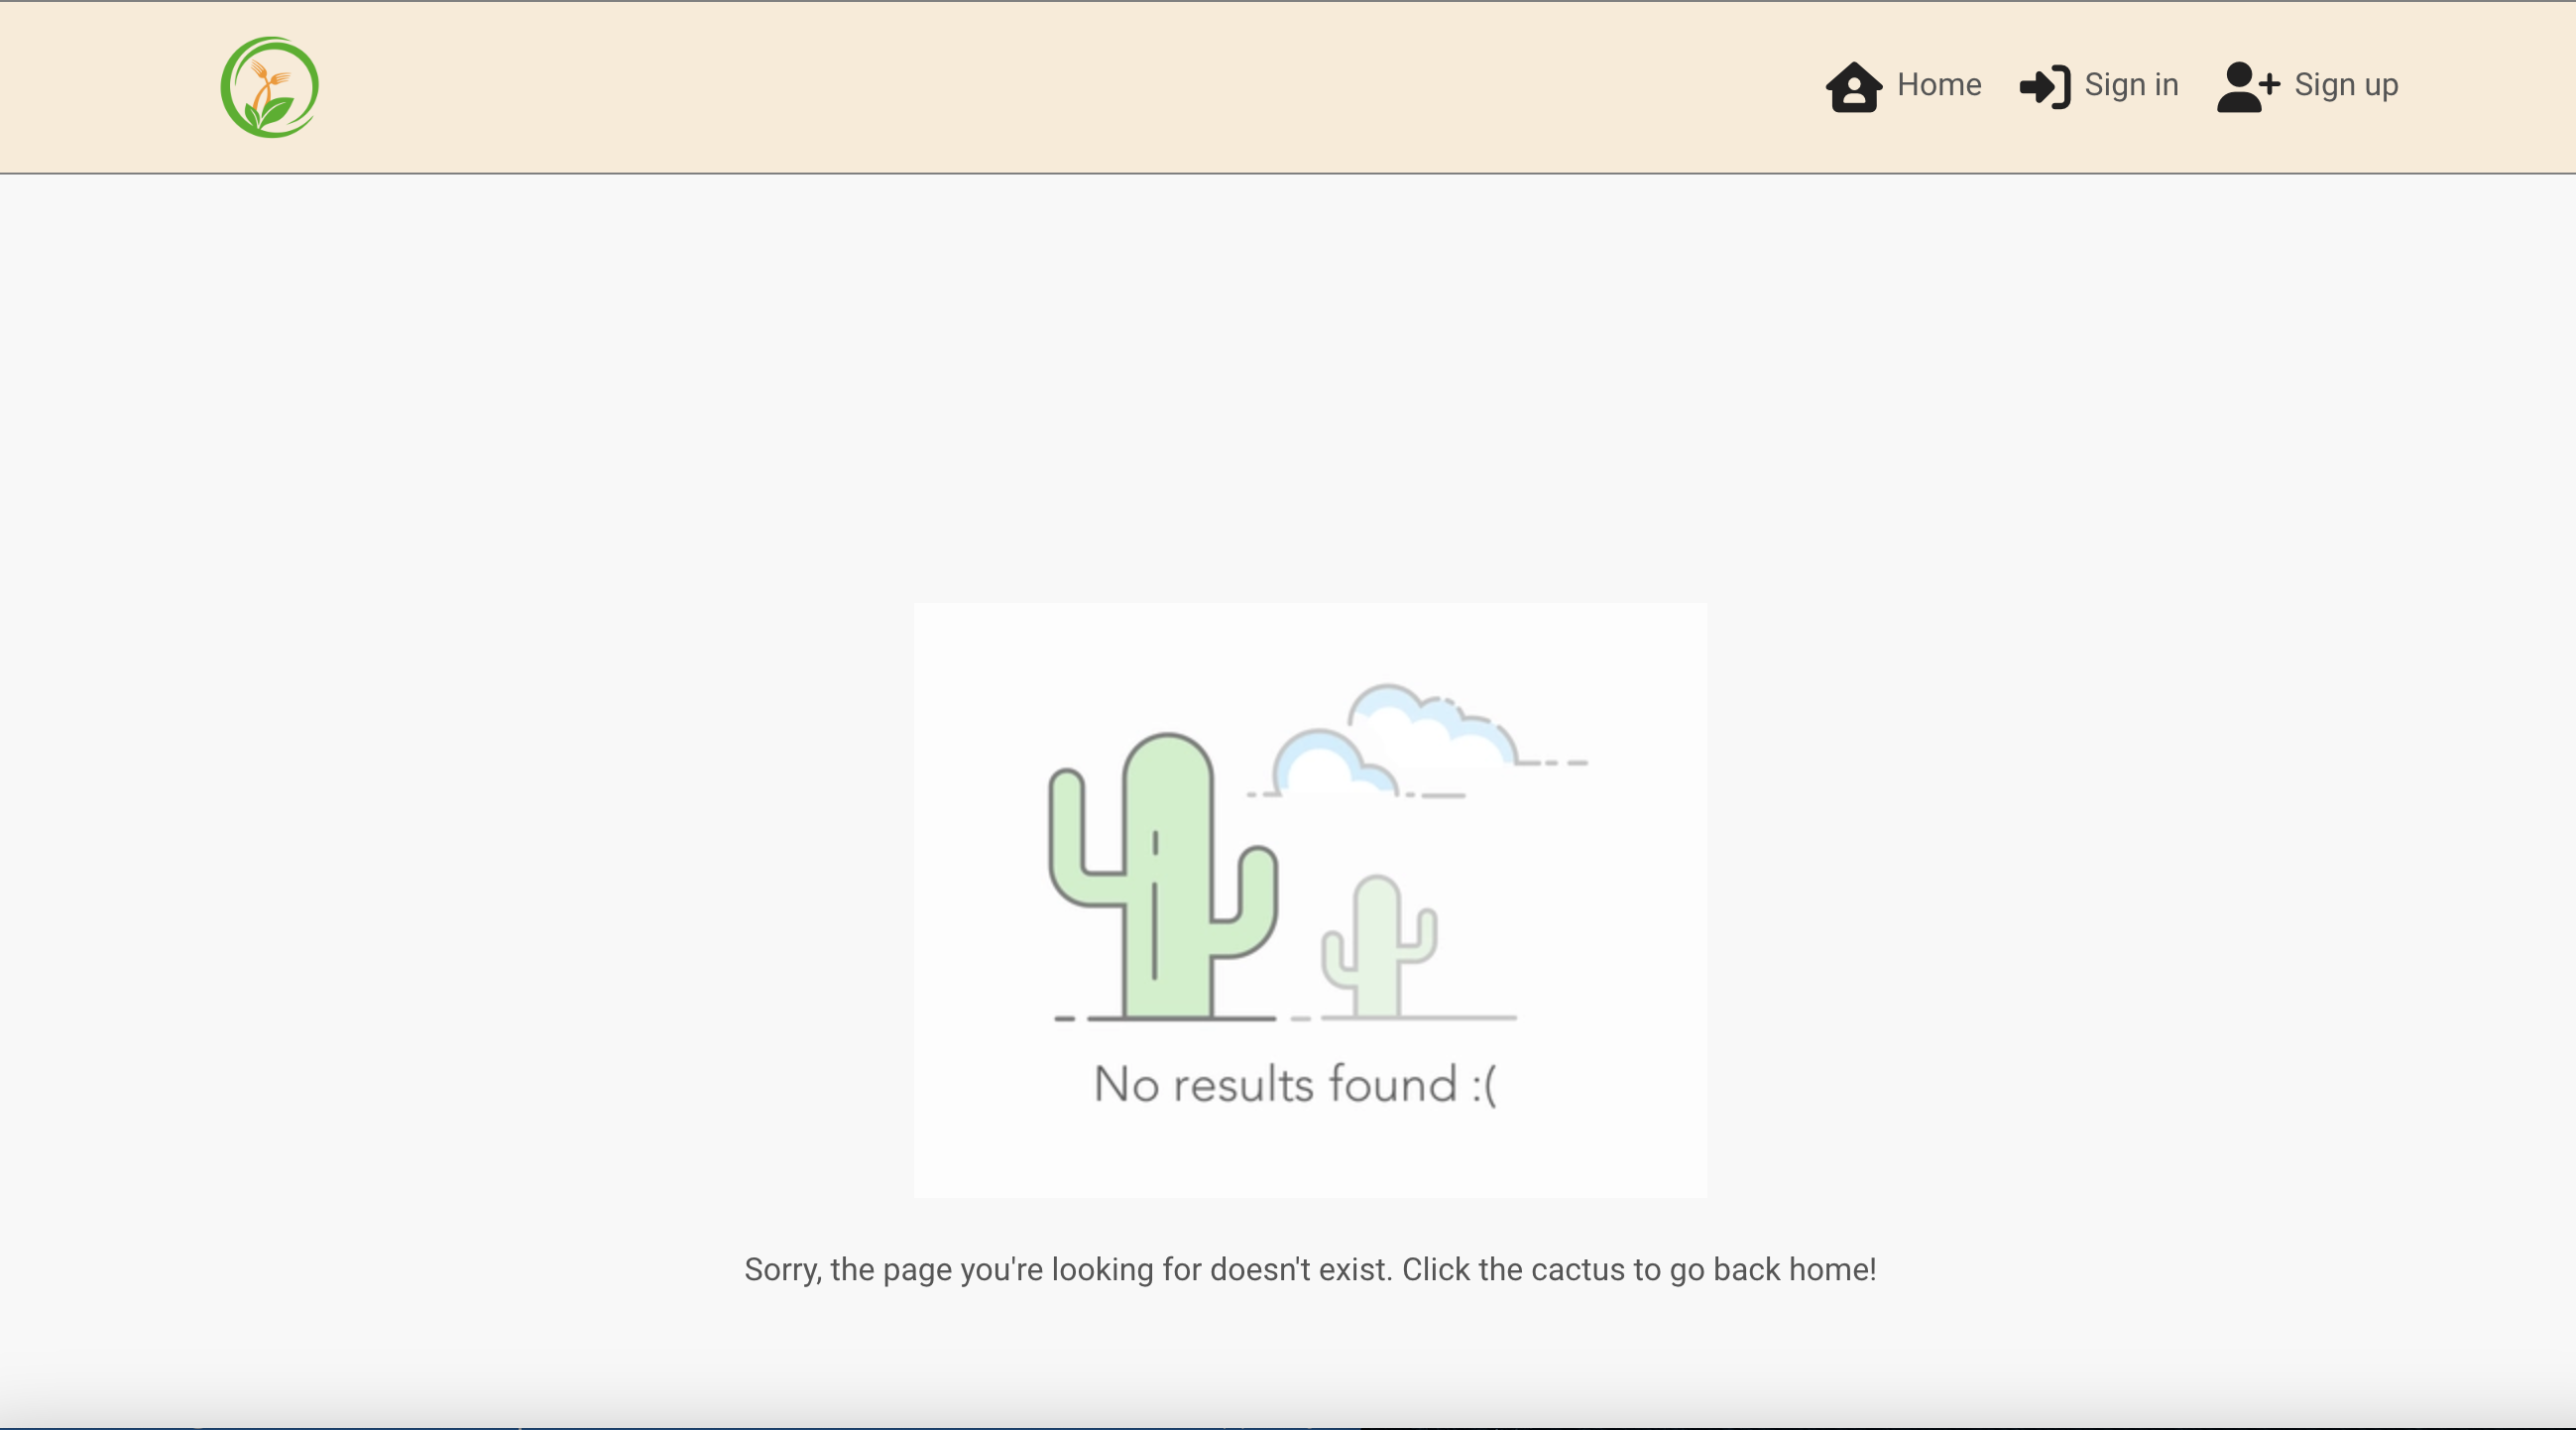 Home Sign in Sign up
No results found :(
Sorry, the page you're looking for doesn't exist. Click the cactus to go back home!